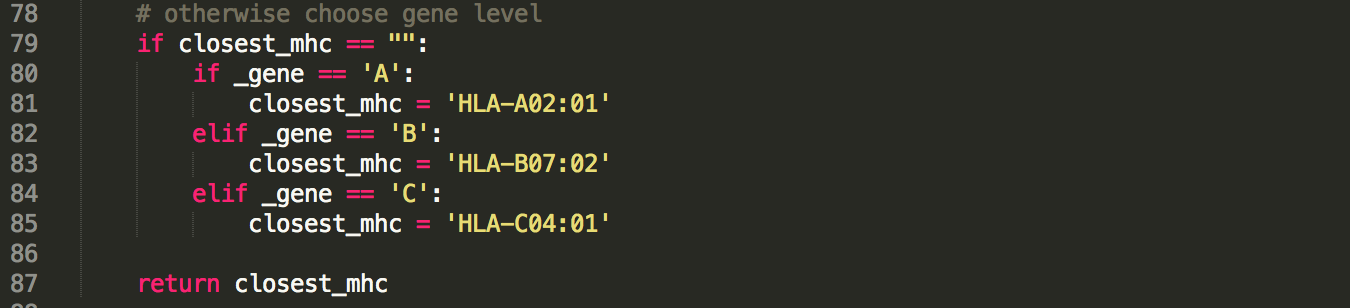 78 # otherwise choose gene level
79 if closest_mhc == "":
80 if _gene == 'A':
81 closest_mhc = 'HLA-A02:01'
82 elif _gene == 'B':
83 closest_mhc = 'HLA-B07:02'
84 elif _gene == 'C':
85 closest_mhc = 'HLA-C04:01'
86
87 return closest_mhc